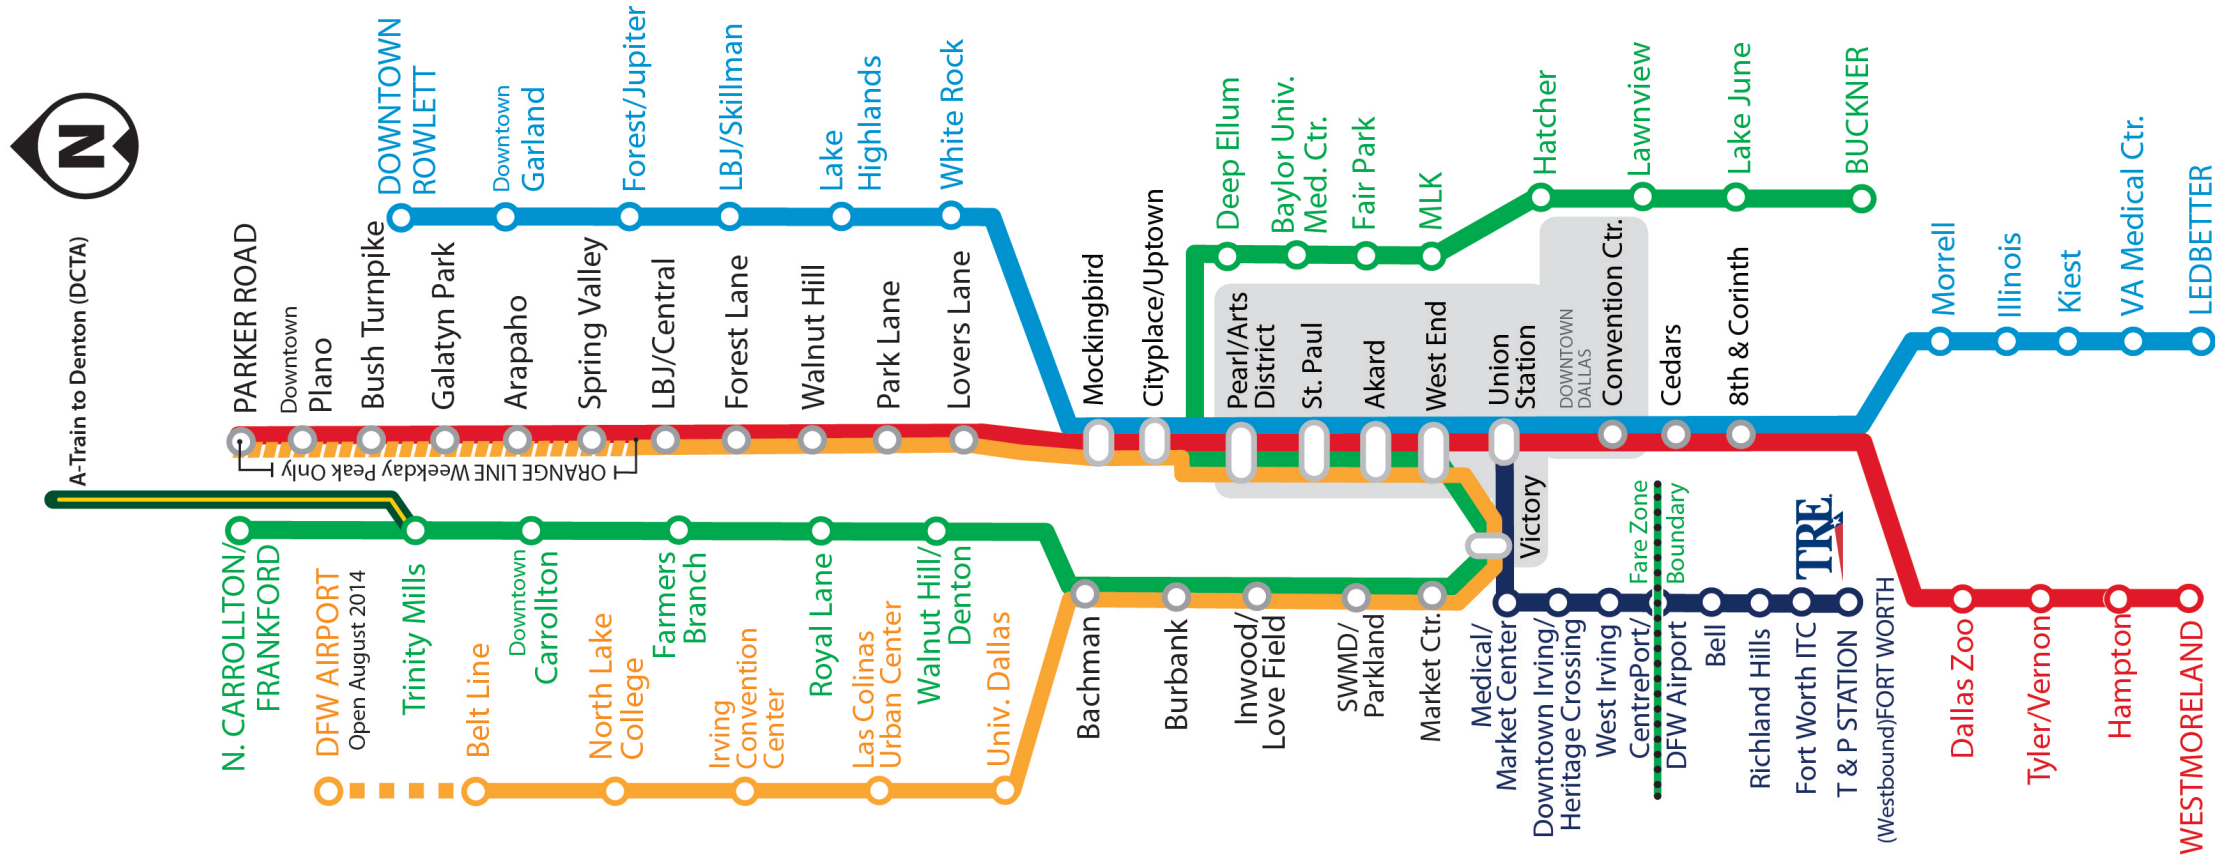 N
A-Train to Denton (DCTA)
DOWNTOWN
ROWLETT
Downtown
Garland
Forest/Jupiter
LBJ/Skillman
Lake
Highlands
White Rock
PARKER ROAD
Downtown
Plano
Bush Turnpike
Galatyn Park
Arapaho
Spring Valley
LBJ/Central
Forest Lane
Walnut Hill
Park Lane
Lovers Lane
Mockingbird
Cityplace/Uptown
ORANGE LINE Weekday Peak Only
Deep Ellum
Baylor Univ.
Med. Ctr.
Fair Park
MLK
Hatcher
Lawnview
Lake June
BUCKNER
Pearl/Arts
District
St. Paul
Akard
West End
Union
Station
DOWNTOWN
DALLAS
Convention Ctr.
Cedars
8th & Corinth
Morrell
Illinois
Kiest
VA Medical Ctr.
LEDBETTER
N. CARROLLTON/
FRANKFORD
Trinity Mills
Downtown
Carrollton
Farmers
Branch
Royal Lane
Walnut Hill/
Denton
DFW AIRPORT
Open August 2014
Belt Line
North Lake
College
Irving
Convention
Center
Las Colinas
Urban Center
Univ. Dallas
Bachman
Burbank
Inwood/
Love Field
SWMD/
Parkland
Market Ctr.
Victory
Medical/
Market Center
Downtown Irving/
Heritage Crossing
West Irving
CentrePort/
DFW Airport
Fare Zone
Boundary
Bell
Richland Hills
Fort Worth ITC
T & P STATION
TRE
(Westbound)FORT WORTH
Dallas Zoo
Tyler/Vernon
Hampton
WESTMORELAND